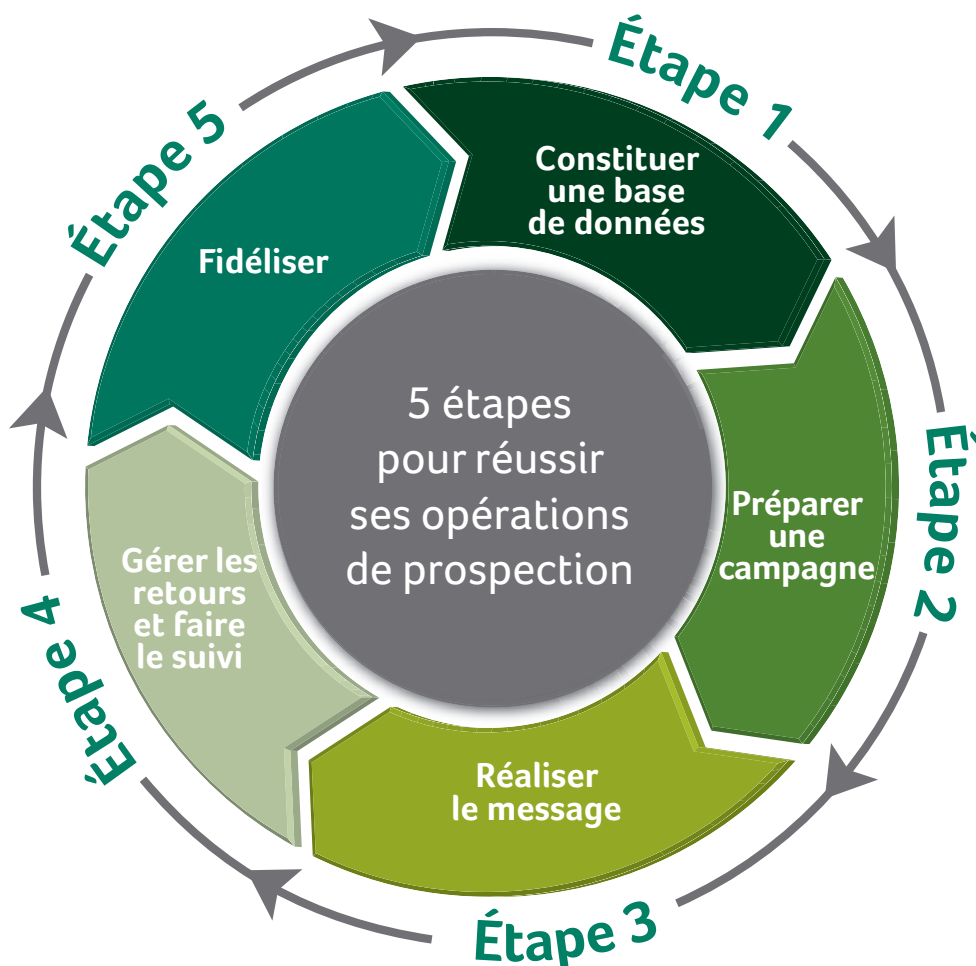 5 étapes
pour réussir
ses opérations
de prospection
Étape 1
Constituer
une base
de données
Étape 2
Préparer
une
campagne
Étape 3
Réaliser
le message
Étape 4
Gérer les
retours
et faire
le suivi
Étape 5
Fidéliser